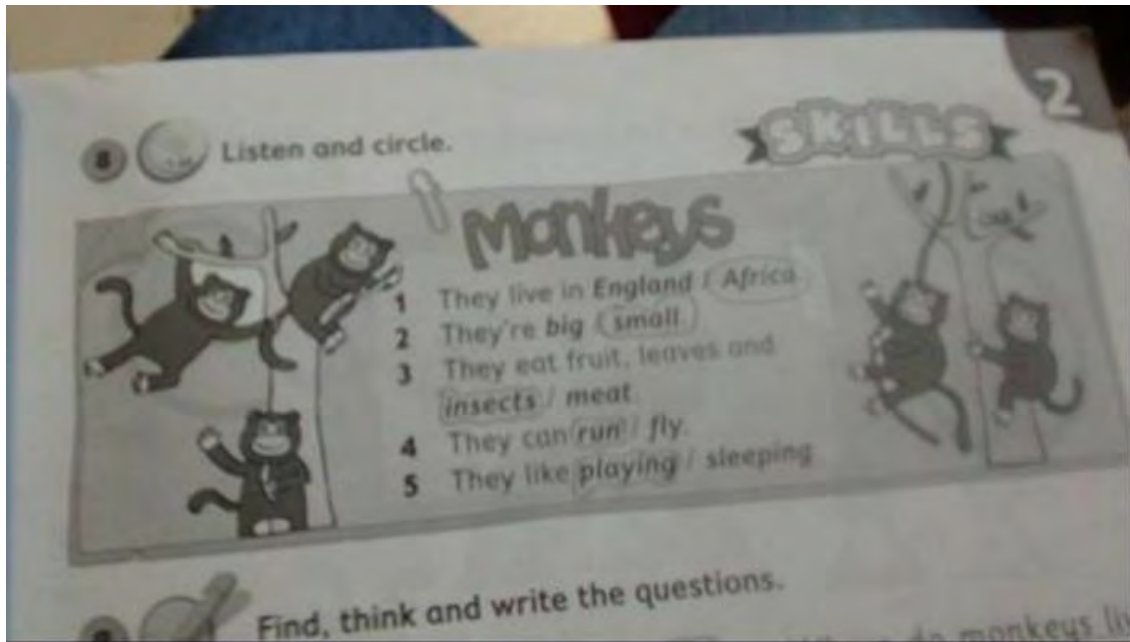 2
SKILLS
8 Listen and circle.
Monkeys
1 They live in England / Africa
2 They're big small
3 They eat fruit, leaves and
insects / meat
4 They can run / fly.
5 They like playing / sleeping
Find, think and write the questions.
do monkeys